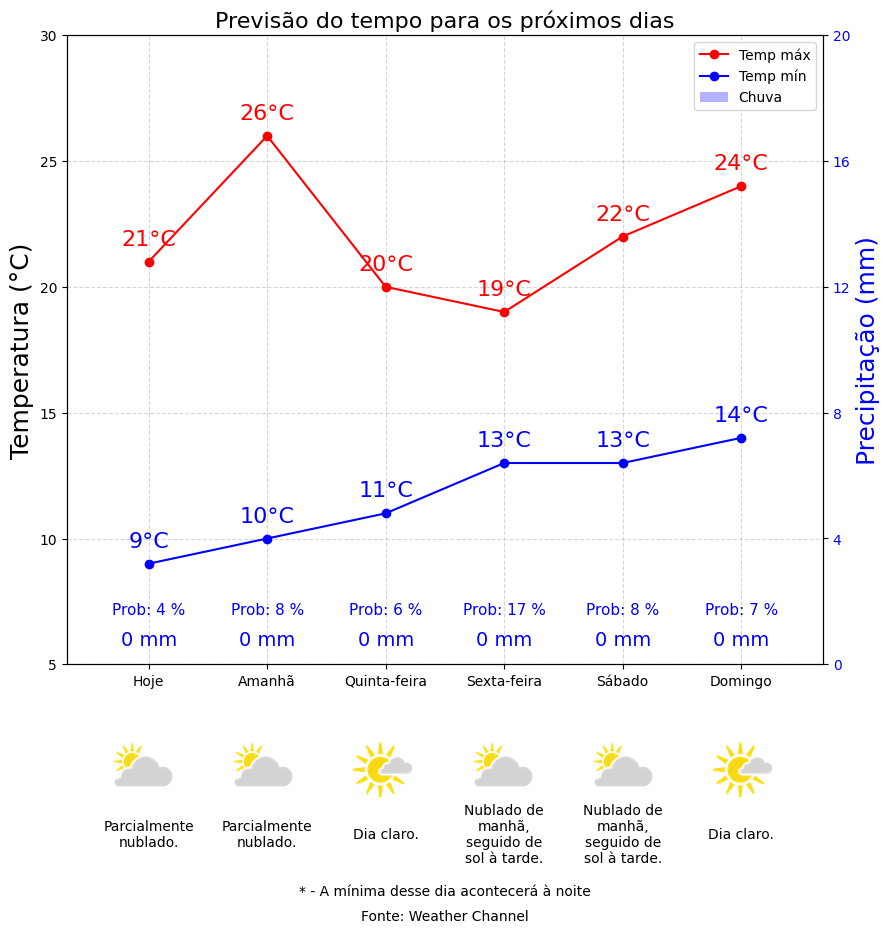 Previsão do tempo para os próximos dias
30
25
20
15
10
5
Temperatura (°C)
20
16
12
8
4
0
Precipitação (mm)
Temp máx
Temp mín
Chuva
21°C
26°C
20°C
19°C
22°C
24°C
9°C
10°C
11°C
13°C
13°C
14°C
Prob: 4 %
Prob: 8 %
Prob: 6 %
Prob: 17 %
Prob: 8 %
Prob: 7 %
0 mm
0 mm
0 mm
0 mm
0 mm
0 mm
Hoje
Amanhã
Quinta-feira
Sexta-feira
Sábado
Domingo
Parcialmente
nublado.
Parcialmente
nublado.
Dia claro.
Nublado de
manhã,
seguido de
sol à tarde.
Nublado de
manhã,
seguido de
sol à tarde.
Dia claro.
* - A mínima desse dia acontecerá à noite
Fonte: Weather Channel